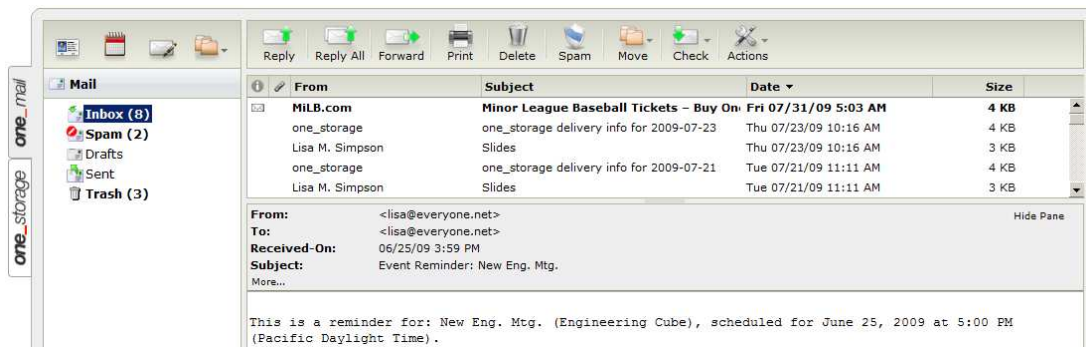 Reply Reply All Forward Print Delete Spam Move Check Actions
one_mail
one_storage
Mail
Inbox (8)
Spam (2)
Drafts
Sent
Trash (3)
From Subject Date Size
MiLB.com Minor League Baseball Tickets – Buy On Fri 07/31/09 5:03 AM 4 KB
one_storage one_storage delivery info for 2009-07-23 Thu 07/23/09 10:16 AM 4 KB
Lisa M. Simpson Slides Thu 07/23/09 10:16 AM 3 KB
one_storage one_storage delivery info for 2009-07-21 Tue 07/21/09 11:11 AM 4 KB
Lisa M. Simpson Slides Tue 07/21/09 11:11 AM 3 KB
From: <lisa@everyone.net> Hide Pane
To: <lisa@everyone.net>
Received-On: 06/25/09 3:59 PM
Subject: Event Reminder: New Eng. Mtg.
More...
This is a reminder for: New Eng. Mtg. (Engineering Cube), scheduled for June 25, 2009 at 5:00 PM
(Pacific Daylight Time).